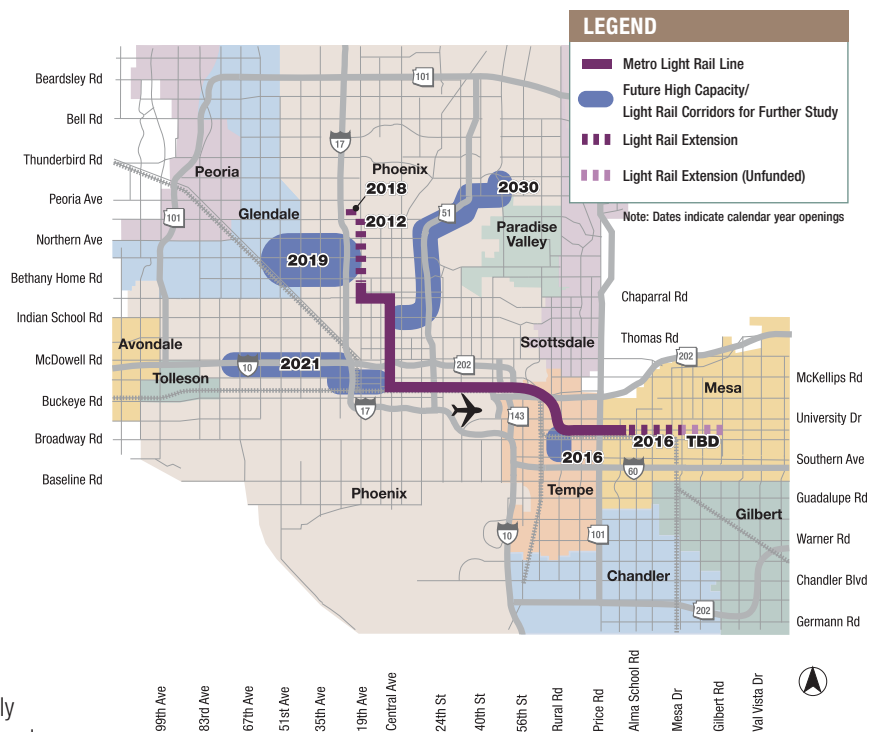 LEGEND
Metro Light Rail Line
Future High Capacity/
Light Rail Corridors for Further Study
Light Rail Extension
Light Rail Extension (Unfunded)
Note: Dates indicate calendar year openings
Beardsley Rd
Bell Rd
Thunderbird Rd
Peoria Ave
Northern Ave
Bethany Home Rd
Indian School Rd
McDowell Rd
Buckeye Rd
Broadway Rd
Baseline Rd
101
17
Peoria
Phoenix
2018
2030
101
Glendale
2012
51
Paradise
Valley
2019
Chaparral Rd
Thomas Rd
Scottsdale
Avondale
202
10
2021
202
Tolleson
Mesa
McKellips Rd
17
143
University Dr
2016
TBD
2016
60
Southern Ave
Phoenix
Tempe
Guadalupe Rd
Gilbert
10
101
Warner Rd
Chandler
Chandler Blvd
202
Germann Rd
ly
99th Ave
83rd Ave
67th Ave
51st Ave
35th Ave
19th Ave
Central Ave
24th St
40th St
56th St
Rural Rd
Price Rd
Alma School Rd
Mesa Dr
Gilbert Rd
Val Vista Dr